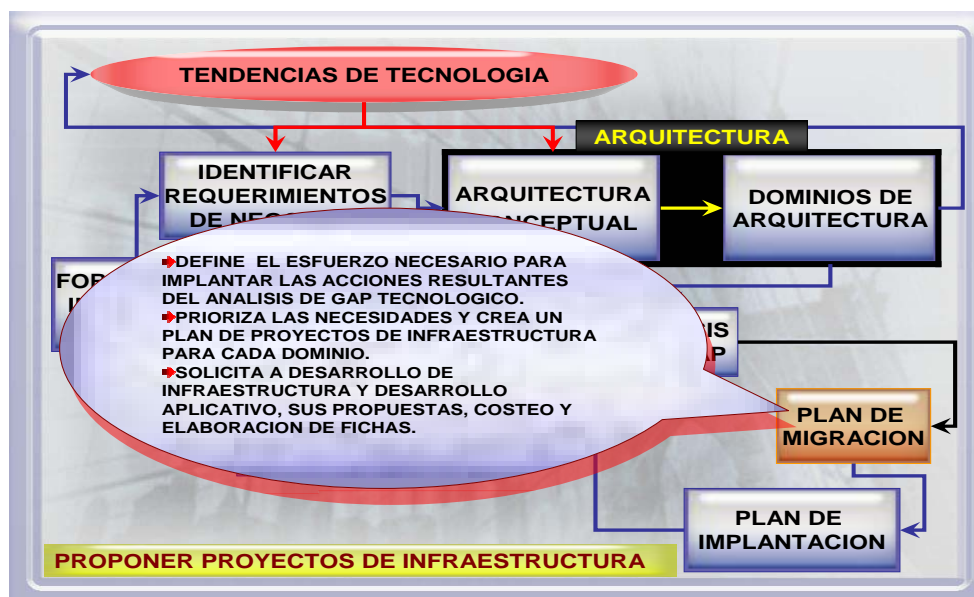 TENDENCIAS DE TECNOLOGIA
ARQUITECTURA
IDENTIFICAR
REQUERIMIENTOS
DE
ARQUITECTURA
DOMINIOS DE
ARQUITECTURA
➔DEFINE EL ESFUERZO NECESARIO PARA
IMPLANTAR LAS ACCIONES RESULTANTES
DEL ANALISIS DE GAP TECNOLOGICO.
➔PRIORIZA LAS NECESIDADES Y CREA UN
PLAN DE PROYECTOS DE INFRAESTRUCTURA
PARA CADA DOMINIO.
➔SOLICITA A DESARROLLO DE
INFRAESTRUCTURA Y DESARROLLO
APLICATIVO, SUS PROPUESTAS, COSTEO Y
ELABORACION DE FICHAS.
PLAN DE
MIGRACION
PLAN DE
IMPLANTACION
PROPONER PROYECTOS DE INFRAESTRUCTURA